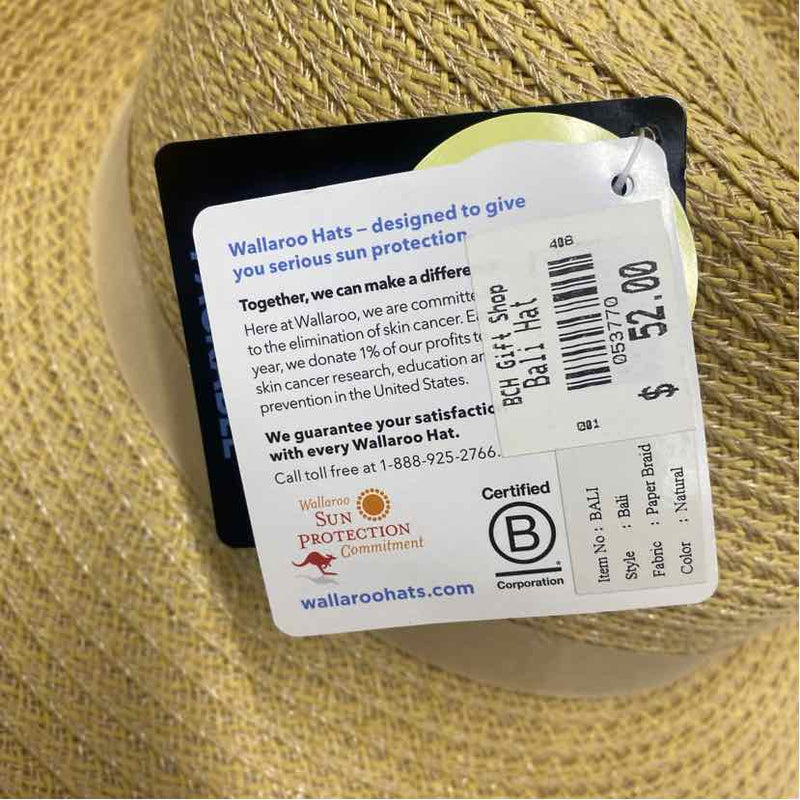 Wallaroo Hats – designed to give
you serious sun protection
Together, we can make a differe
Here at Wallaroo, we are committe
to the elimination of skin cancer. E
year, we donate 1% of our profits to
skin cancer research, education an
prevention in the United States.
We guarantee your satisfactio
with every Wallaroo Hat.
Call toll free at 1-888-925-2766.
Wallaroo
SUN
PROTECTION
Commitment
wallaroohats.com
Certified
B
Corporation
BCH Gift Shop
Bali Hat
408
053770
001
$ 52.00
Item No : BALI
Style : Bali
Fabric : Paper Braid
Color : Natural